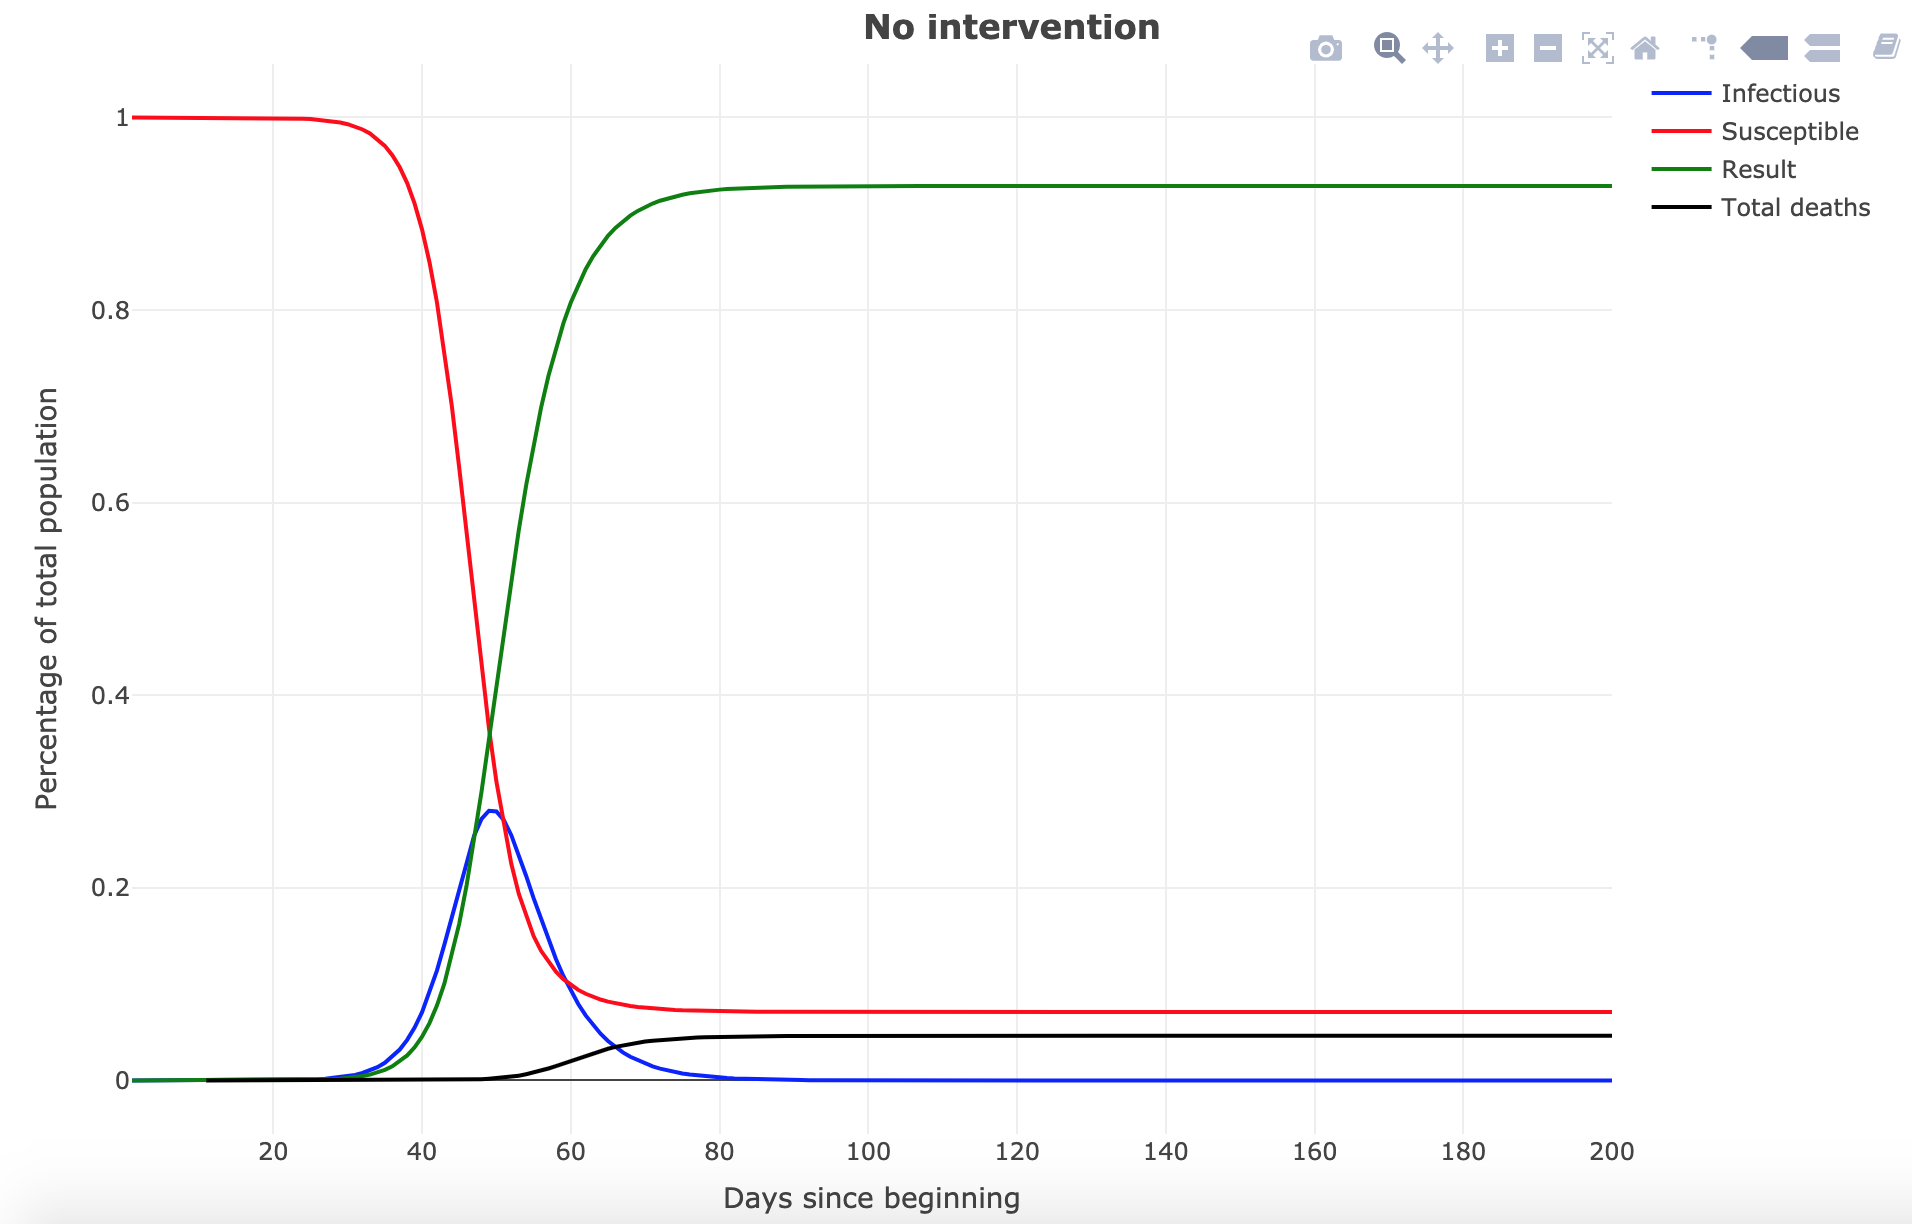 No intervention
Infectious
Susceptible
Result
Total deaths
Percentage of total population
1
0.8
0.6
0.4
0.2
0
20 40 60 80 100 120 140 160 180 200
Days since beginning